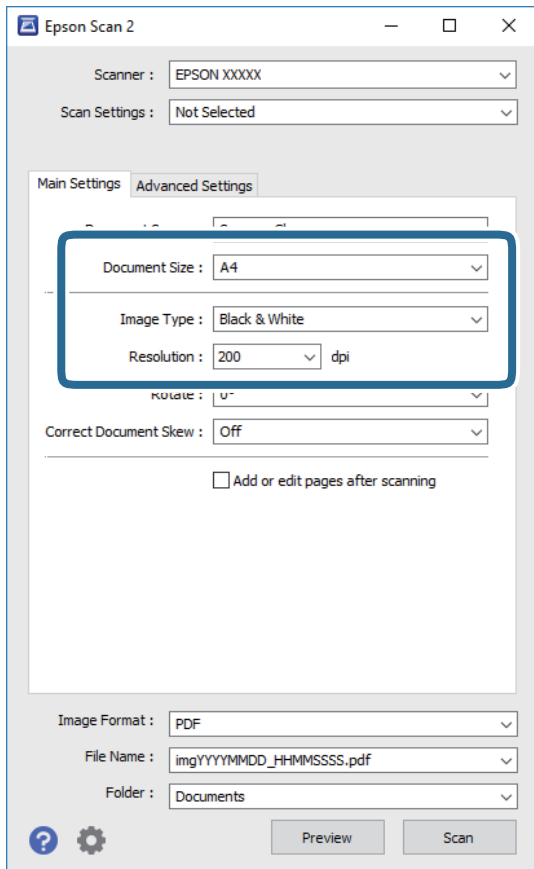 Epson Scan 2
Scanner : EPSON XXXXX
Scan Settings : Not Selected
Main Settings Advanced Settings
Document Size : A4
Image Type : Black & White
Resolution : 200 dpi
Rotate : 0°
Correct Document Skew : Off
Add or edit pages after scanning
Image Format : PDF
File Name : imgYYYYMMDD_HHMMSSSS.pdf
Folder : Documents
Preview Scan